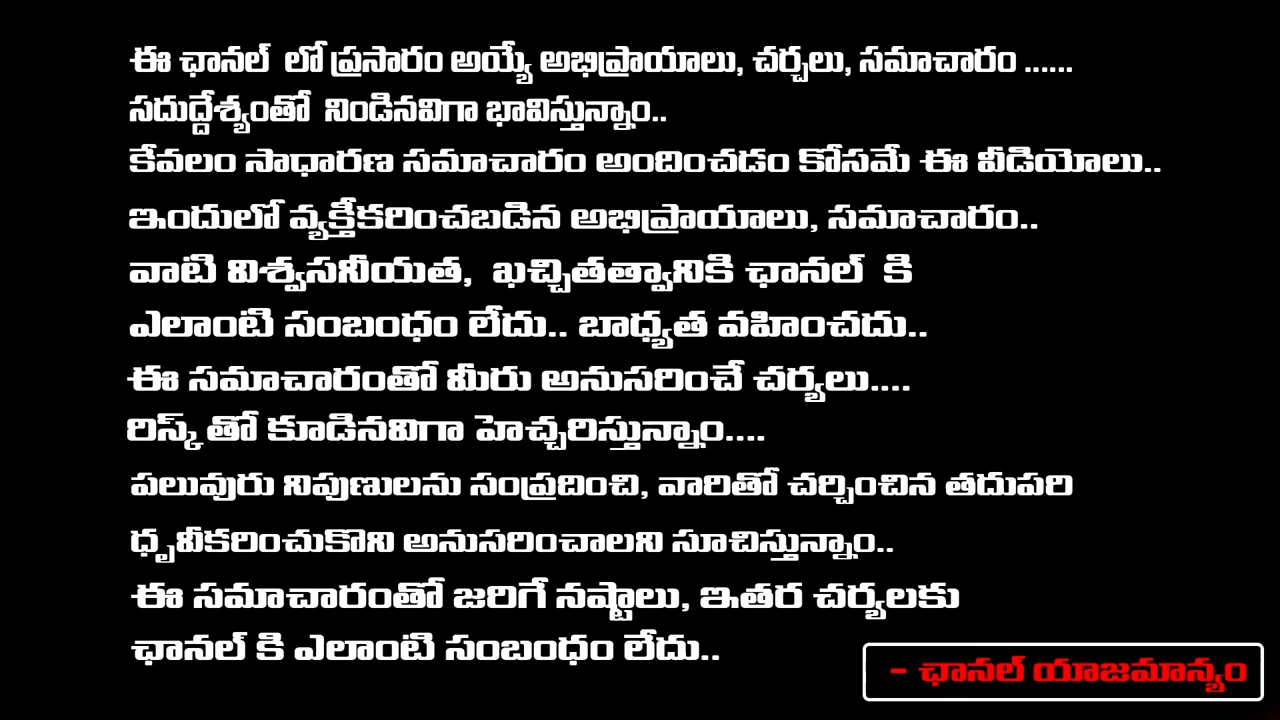 ఈ ఛానల్ లో ప్రసారం అయ్యే అభిప్రాయాలు, చర్చలు, సమాచారం ......
సదుద్దేశ్యంతో నిండినవిగా భావిస్తున్నాం..
కేవలం సాధారణ సమాచారం అందించడం కోసమే ఈ వీడియోలు..
ఇందులో వ్యక్తీకరించబడిన అభిప్రాయాలు, సమాచారం..
వాటి విశ్వసనీయత, ఖచ్చితత్వానికి ఛానల్ కి
ఎలాంటి సంబంధం లేదు.. బాధ్యత వహించదు..
ఈ సమాచారంతో మీరు అనుసరించే చర్యలు....
రిస్క్ తో కూడినవిగా హెచ్చరిస్తున్నాం....
పలువురు నిపుణులను సంప్రదించి, వారితో చర్చించిన తదుపరి
ధృవీకరించుకొని అనుసరించాలని సూచిస్తున్నాం..
ఈ సమాచారంతో జరిగే నష్టాలు, ఇతర చర్యలకు
ఛానల్ కి ఎలాంటి సంబంధం లేదు..
- ఛానల్ యాజమాన్యం